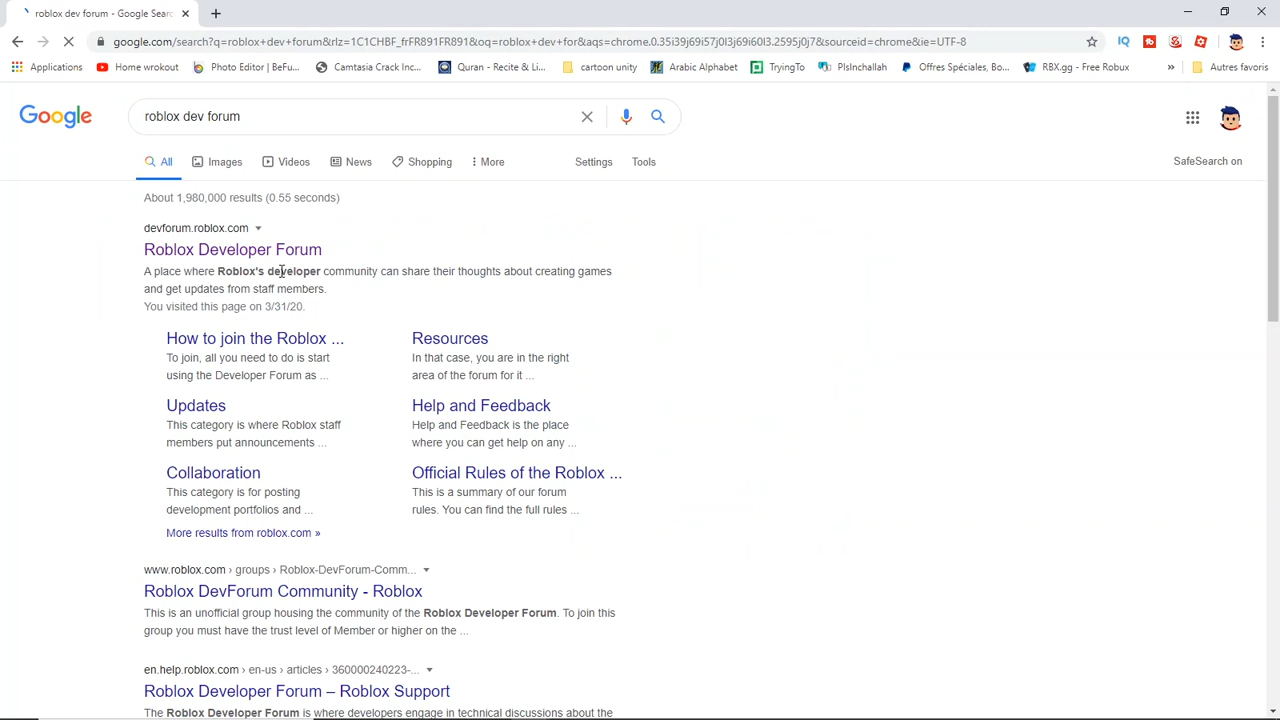 roblox dev forum - Google Sear
google.com/search?q=roblox+dev+forum&rlz=1C1CHBF_frFR891FR891&oq=roblox+dev+for&aqs=chrome.0.35i39j69i57j0l3j69i60l3.2595j0j7&sourceid=chrome&ie=UTF-8
Applications Home wrokout Photo Editor | BeFu... Camtasia Crack Inc... Quran - Recite & Li... cartoon unity Arabic Alphabet TryingTo PlsInchallah Offres Spéciales, Bo... RBX.gg - Free Robux » Autres favoris
Google roblox dev forum
All Images Videos News Shopping More Settings Tools SafeSearch on
About 1,980,000 results (0.55 seconds)
devforum.roblox.com
Roblox Developer Forum
A place where Roblox's developer community can share their thoughts about creating games
and get updates from staff members.
You visited this page on 3/31/20.
How to join the Roblox ...
To join, all you need to do is start
using the Developer Forum as ...
Resources
In that case, you are in the right
area of the forum for it ...
Updates
This category is where Roblox staff
members put announcements ...
Help and Feedback
Help and Feedback is the place
where you can get help on any ...
Collaboration
This category is for posting
development portfolios and ...
Official Rules of the Roblox ...
This is a summary of our forum
rules. You can find the full rules ...
More results from roblox.com »
www.roblox.com › groups › Roblox-DevForum-Comm...
Roblox DevForum Community - Roblox
This is an unofficial group housing the community of the Roblox Developer Forum. To join this
group you must have the trust level of Member or higher on the ...
en.help.roblox.com › en-us › articles › 360000240223-...
Roblox Developer Forum – Roblox Support
The Roblox Developer Forum is where developers engage in technical discussions about the